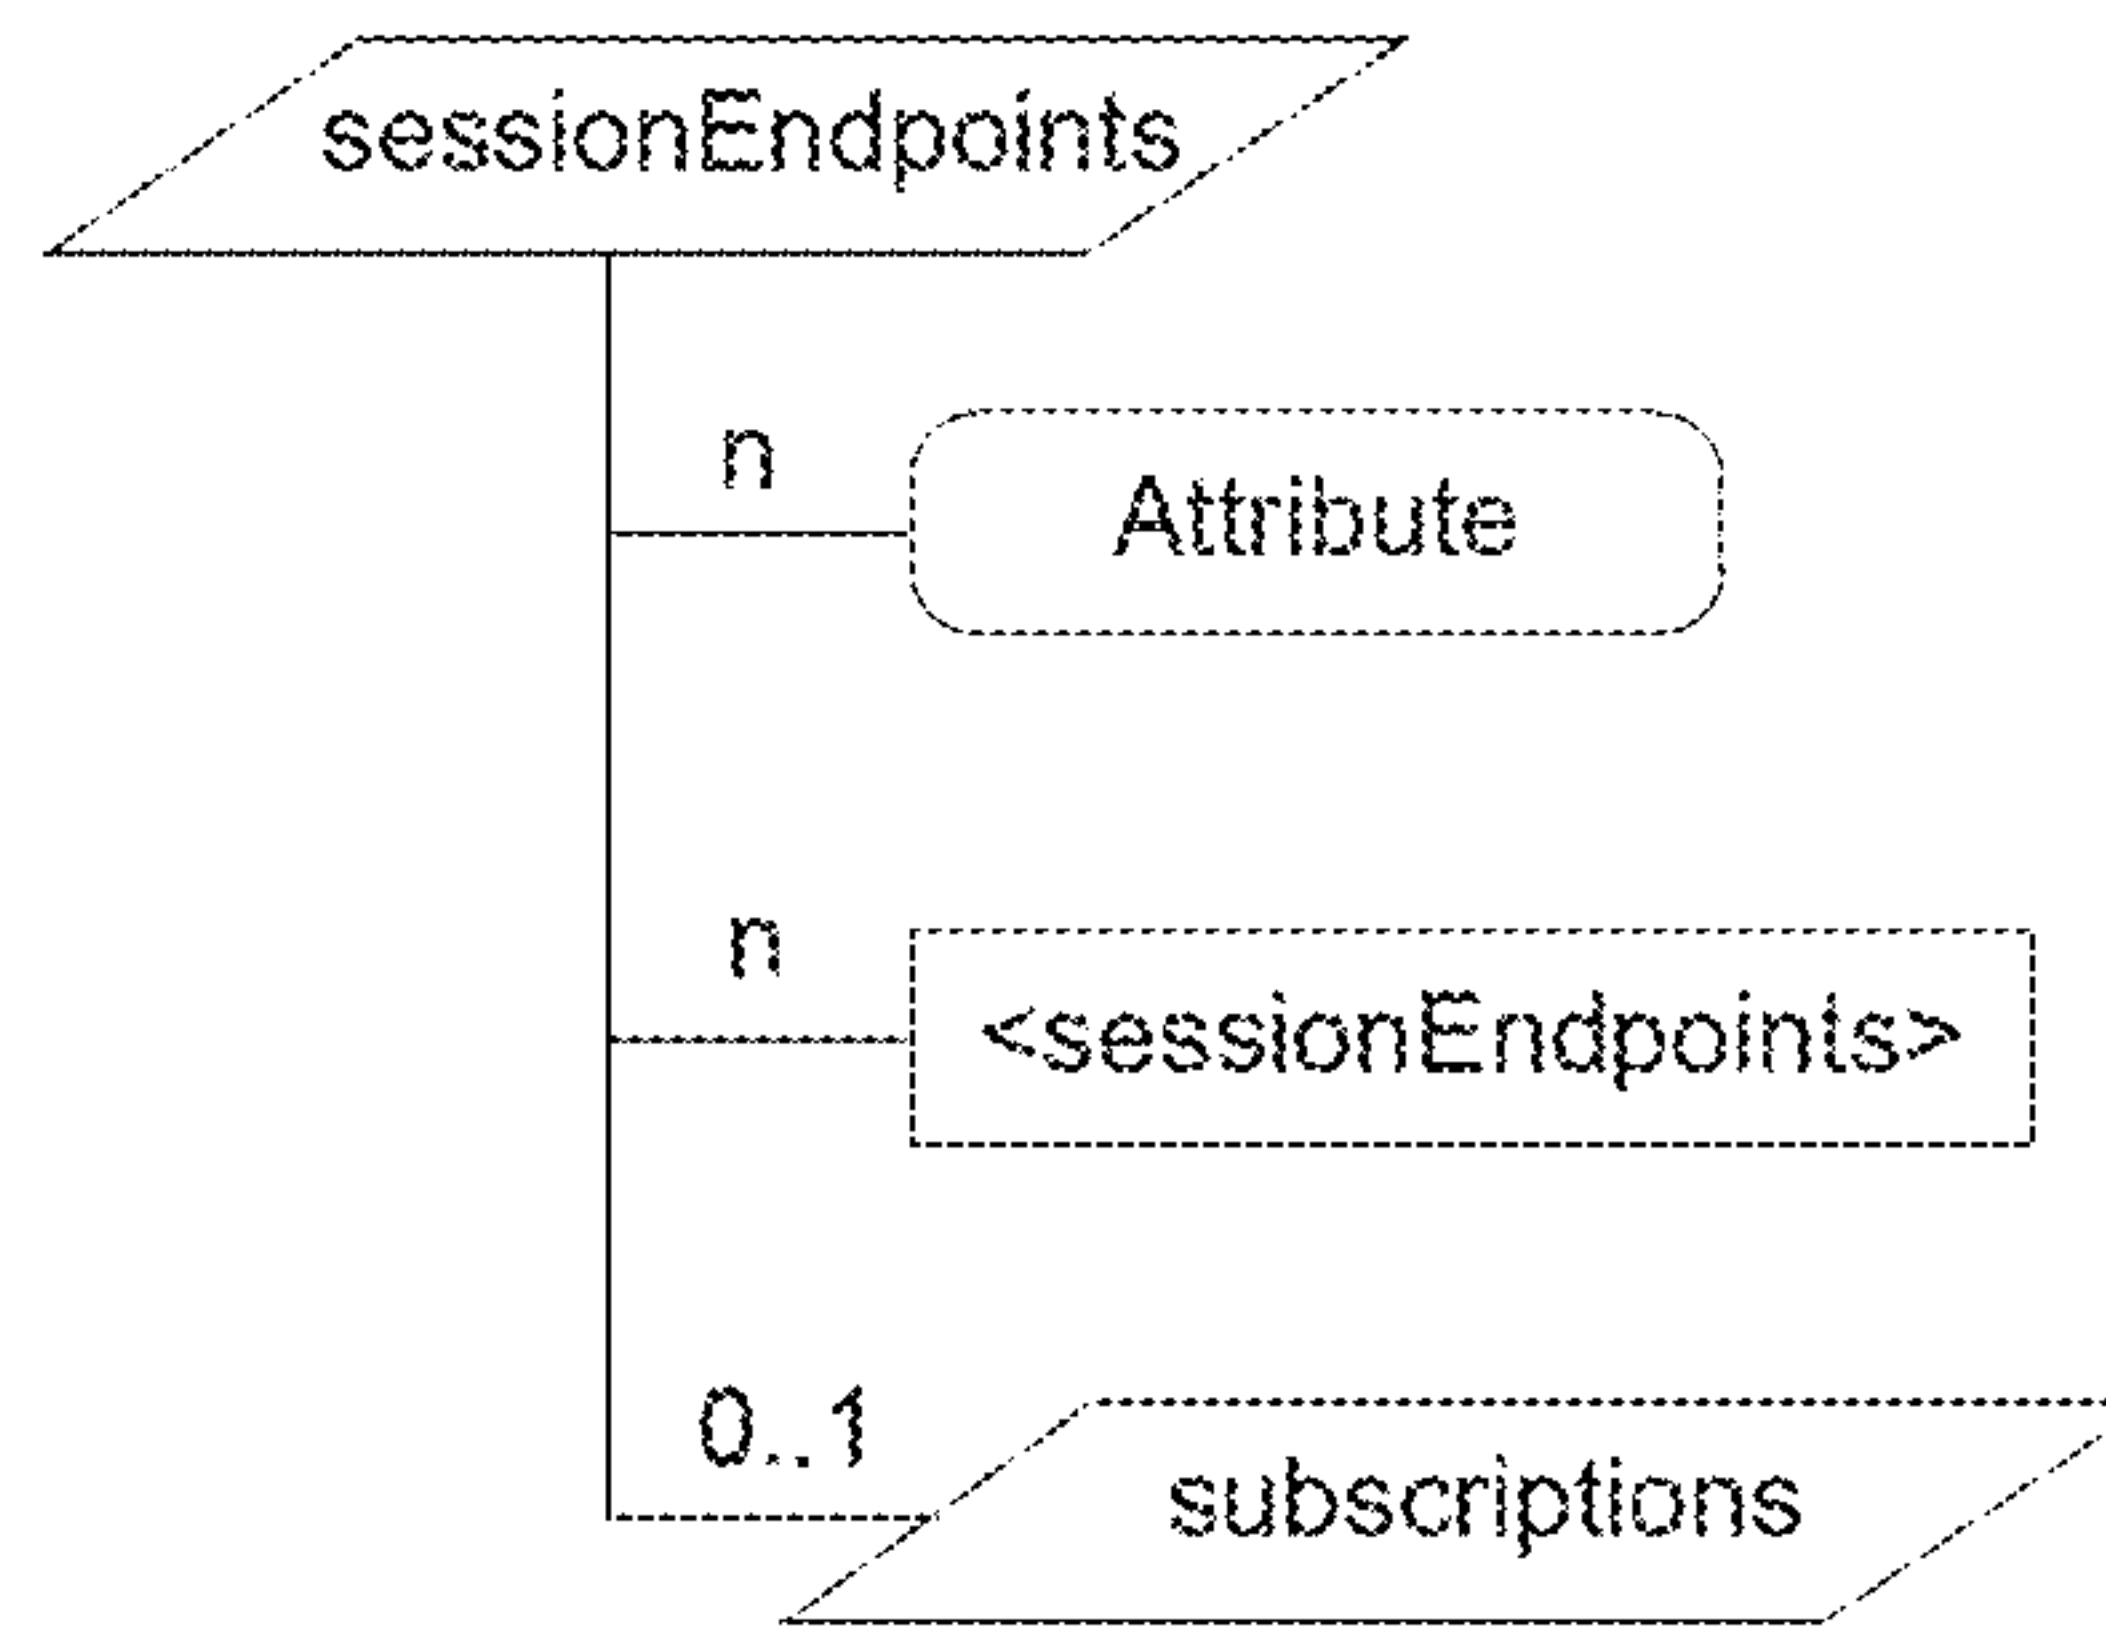 sessionEndpoints
n
Attribute
n
<sessionEndpoints>
0..1
subscriptions